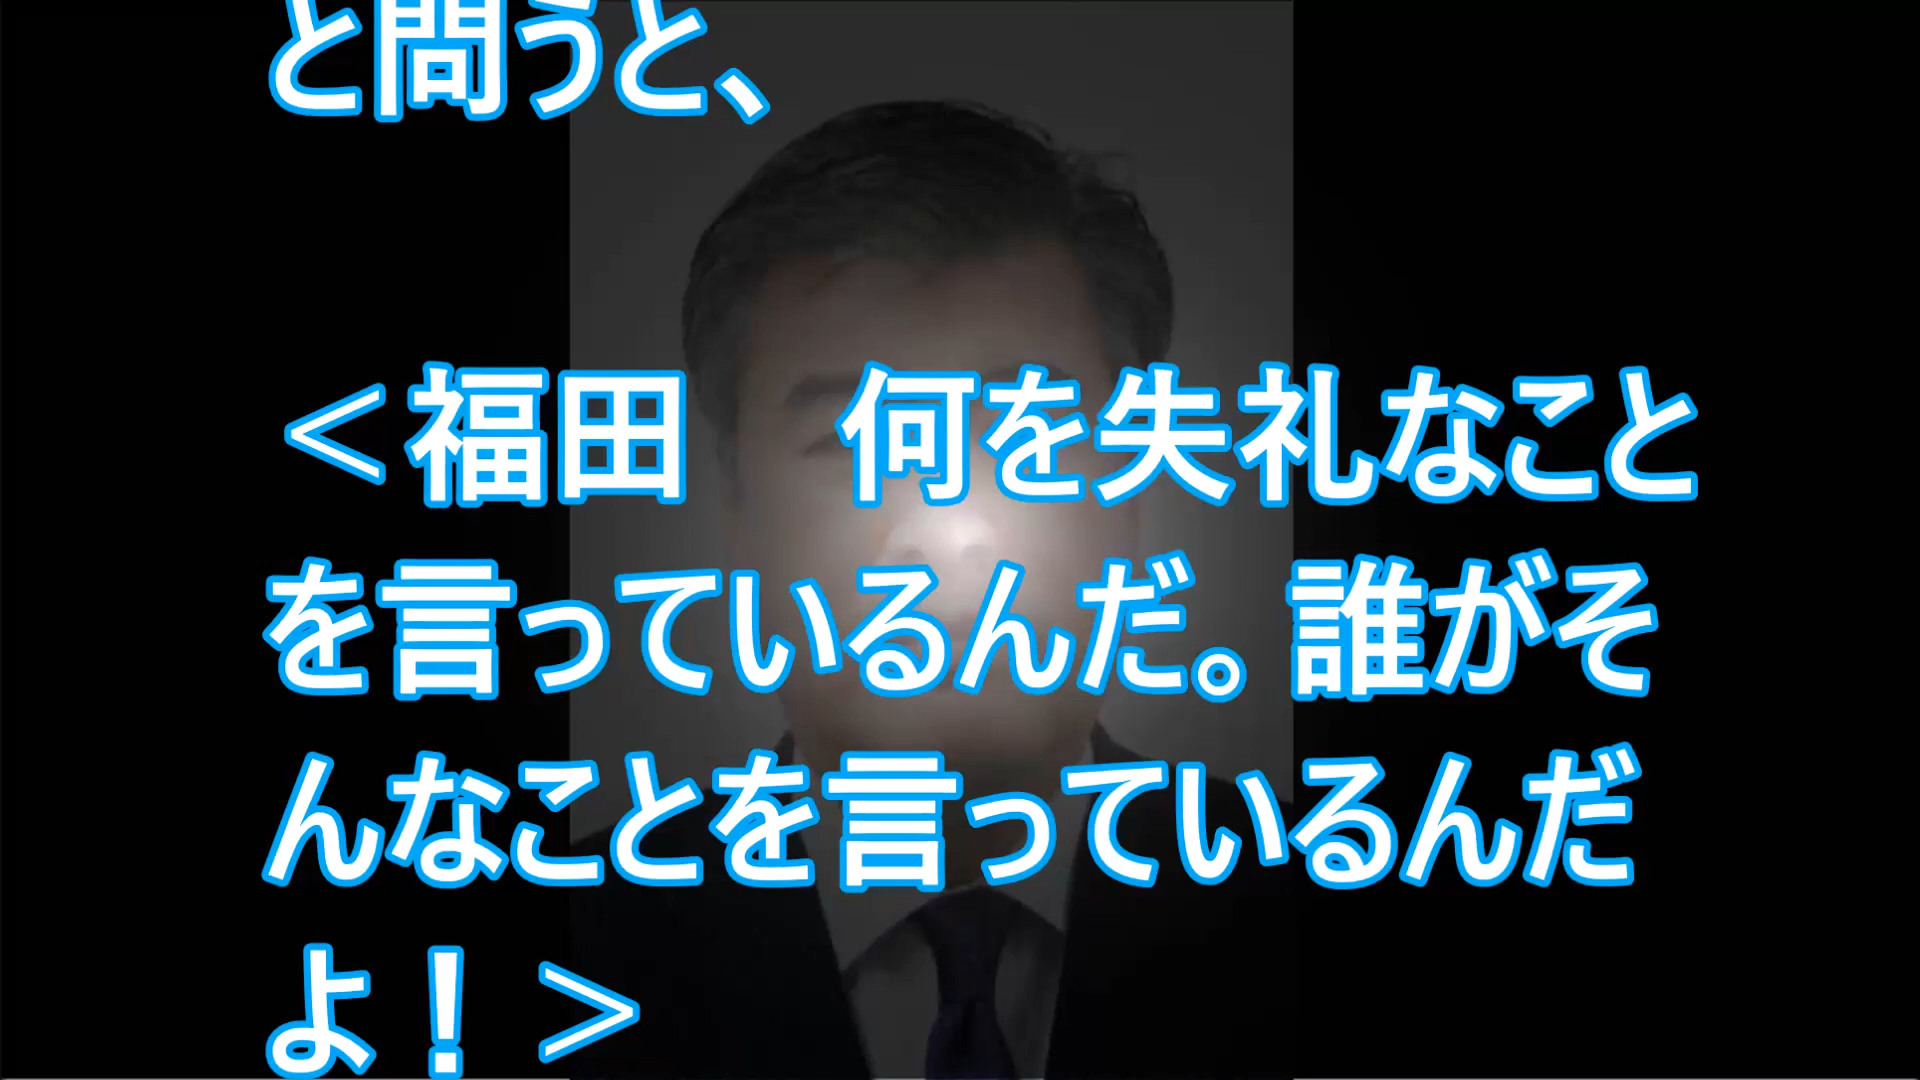 と問うと、
＜福田　何を失礼なこと
を言っているんだ。誰がそ
んなことを言っているんだ
よ！＞